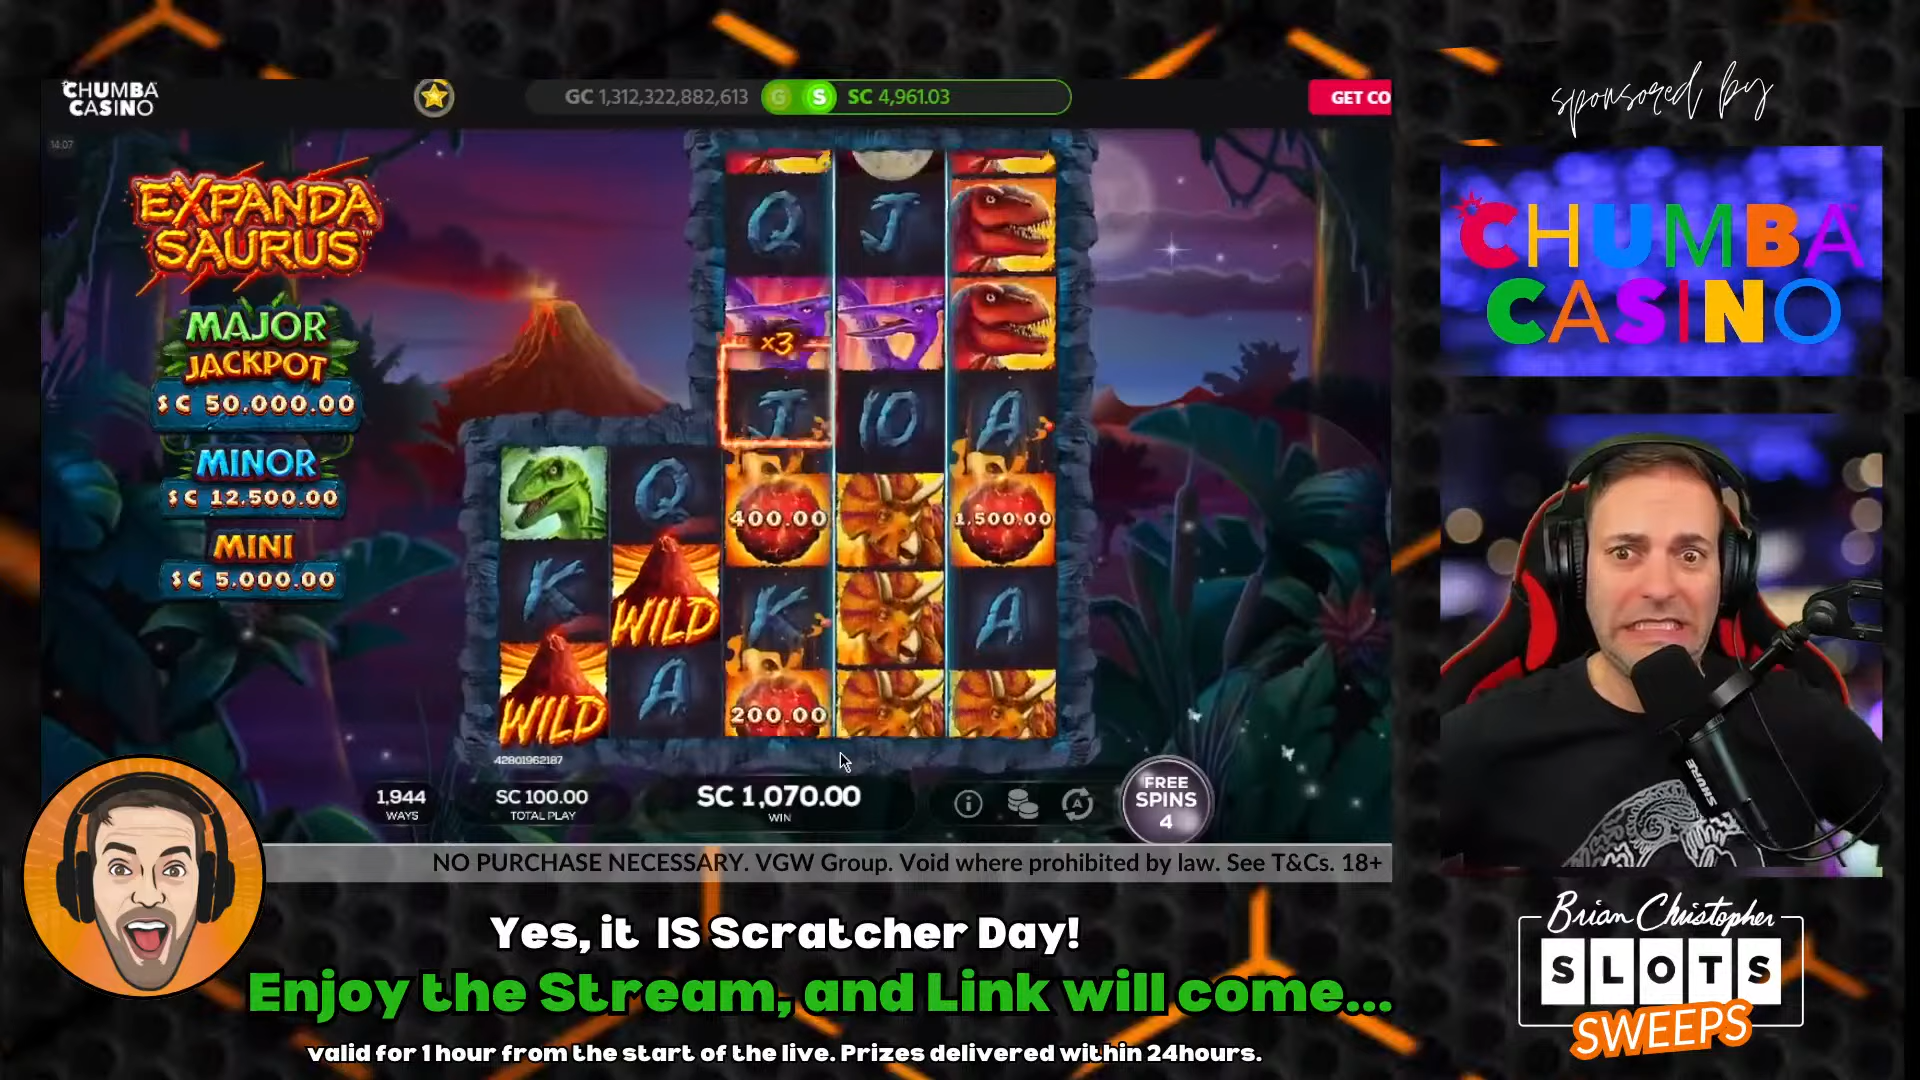 CHUMBA
CASINO
GC 1,312,322,882,613
G S
SC 4,961.03
GET CO
sponsored by
14:07
EXPANDA
SAURUS
MAJOR
JACKPOT
SC 50,000.00
MINOR
SC 12,500.00
MINI
SC 5,000.00
Q J
x3
J 10 A
Q
400.00 1,500.00
K WILD K A
WILD A 200.00
42801962187
1,944
WAYS
SC 100.00
TOTAL PLAY
SC 1,070.00
WIN
FREE
SPINS
4
NO PURCHASE NECESSARY. VGW Group. Void where prohibited by law. See T&Cs. 18+
CHUMBA
CASINO
SHURE
Yes, it IS Scratcher Day!
Enjoy the Stream, and Link will come...
valid for 1 hour from the start of the live. Prizes delivered within 24hours.
Brian Christopher
SLOTS
SWEEPS